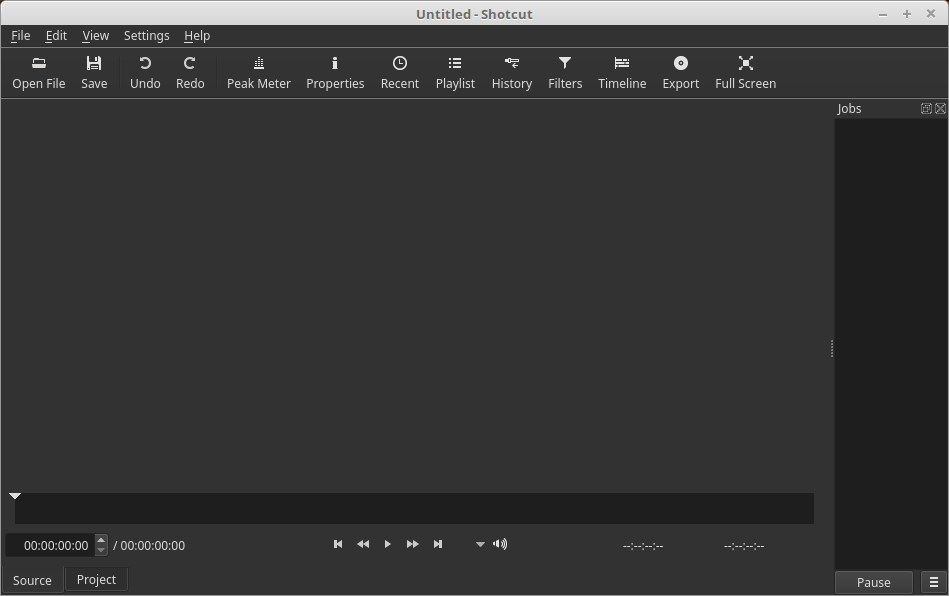 Untitled - Shotcut
File Edit View Settings Help
Open File Save Undo Redo Peak Meter Properties Recent Playlist History Filters Timeline Export Full Screen
Jobs
00:00:00:00 / 00:00:00:00 --:--:--:-- --:--:--:--
Source Project
Pause